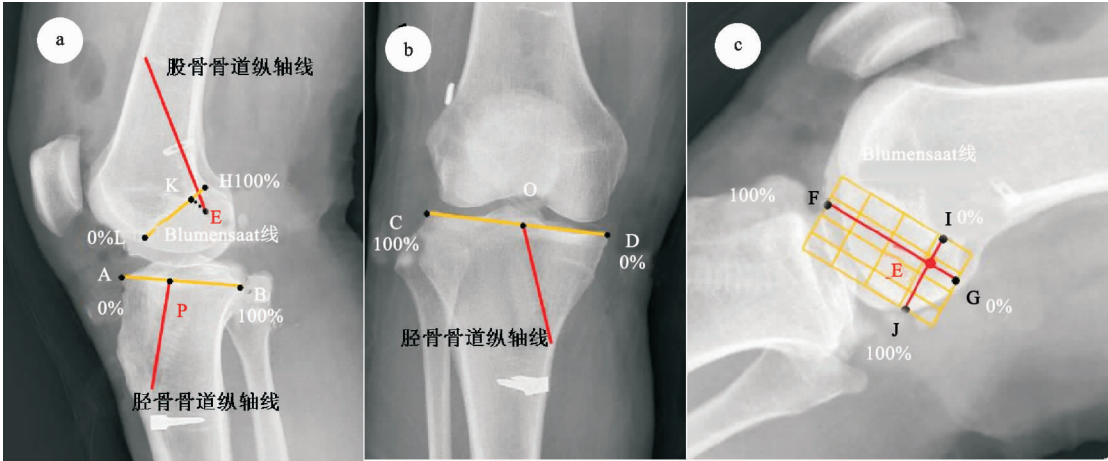 a
股骨骨道纵轴线
K
H100%
E
0%L
Blumensaat线
A
B
0%
P
100%
胫骨骨道纵轴线
b
O
C
100%
D
0%
胫骨骨道纵轴线
c
Blumensaat线
100%
F
I
0%
E
G
0%
J
100%